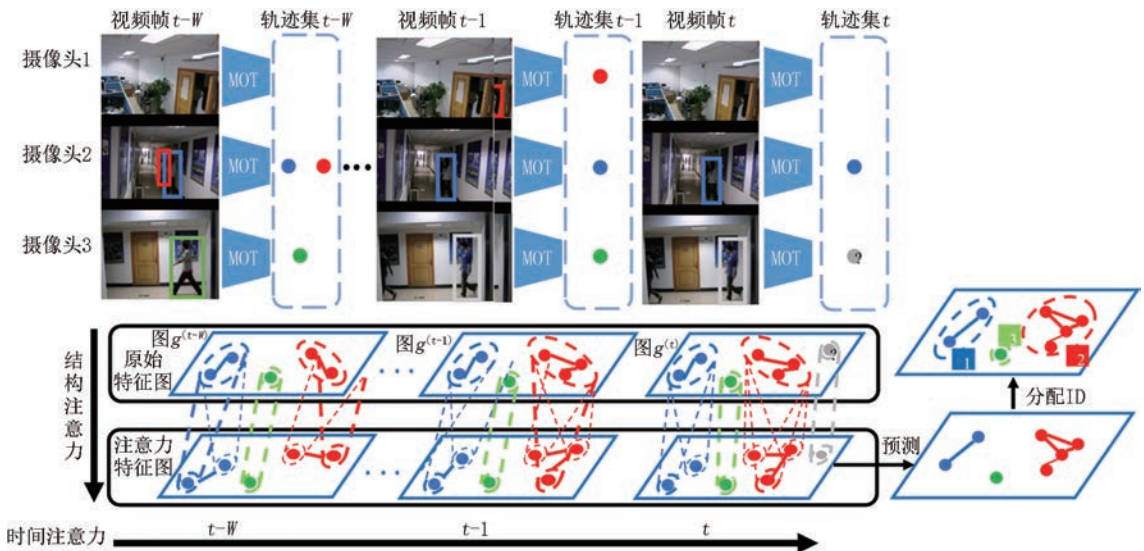 视频帧t-W 轨迹集t-W 视频帧t-1 轨迹集t-1 视频帧t 轨迹集t
摄像头1 MOT MOT MOT
摄像头2 MOT MOT MOT
摄像头3 MOT MOT MOT
?
结构注意力
原始特征图
图g^(t-W) 图g^(t-1) 图g^(t) ?
注意力特征图
预测
分配ID
1 3 2
时间注意力 t-W t-1 t